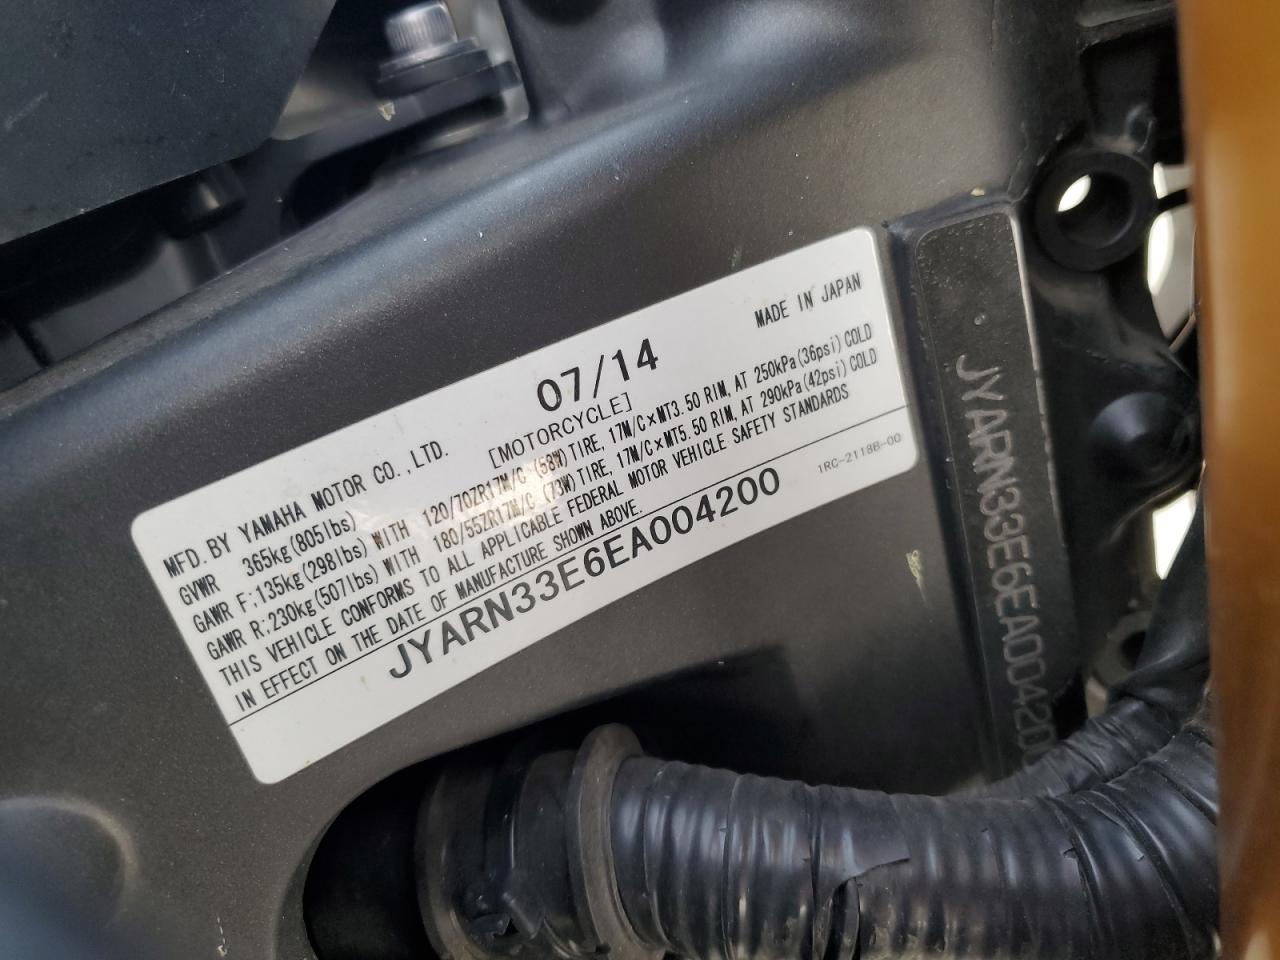 07/14
MADE IN JAPAN
MFD. BY YAMAHA MOTOR CO., LTD. [MOTORCYCLE]
GVWR 365kg(805lbs)
GAWR F;135kg(298lbs) WITH 120/70ZR17M/C (58W) TIRE, 17M/C×MT3.50 RIM, AT 250kPa(36psi) COLD
GAWR R;230kg(507lbs) WITH 180/55ZR17M/C (73W) TIRE, 17M/C×MT5.50 RIM, AT 290kPa(42psi) COLD
THIS VEHICLE CONFORMS TO ALL APPLICABLE FEDERAL MOTOR VEHICLE SAFETY STANDARDS
IN EFFECT ON THE DATE OF MANUFACTURE SHOWN ABOVE.
JYARN33E6EA004200
1RC-2118B-00
JYARN33E6EA004200